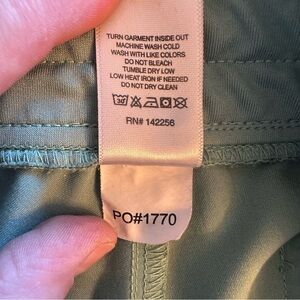 TURN GARMENT INSIDE OUT
MACHINE WASH COLD
WASH WITH LIKE COLORS
DO NOT BLEACH
TUMBLE DRY LOW
LOW HEAT IRON IF NEEDED
DO NOT DRY CLEAN
30
RN# 142256
PO#1770